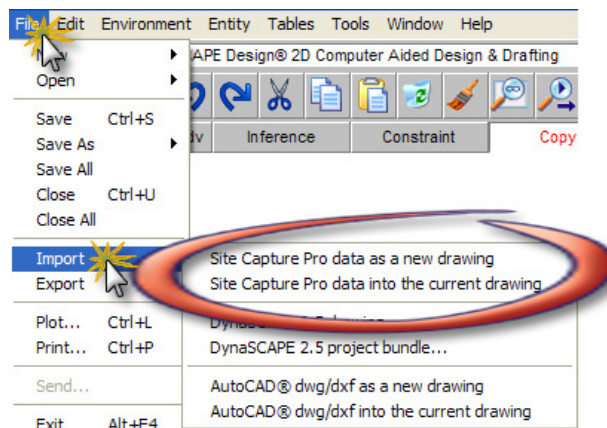 File Edit Environment Entity Tables Tools Window Help
APE Design® 2D Computer Aided Design & Drafting
Open
Save Ctrl+S
Inference Constraint Copy
Save As
Save All
Close Ctrl+U
Close All
Import
Site Capture Pro data as a new drawing
Export
Site Capture Pro data into the current drawing
Plot... Ctrl+L
Print... Ctrl+P
DynaSCAPE 2.5 project bundle...
Send...
AutoCAD® dwg/dxf as a new drawing
AutoCAD® dwg/dxf into the current drawing
Exit Alt+F4